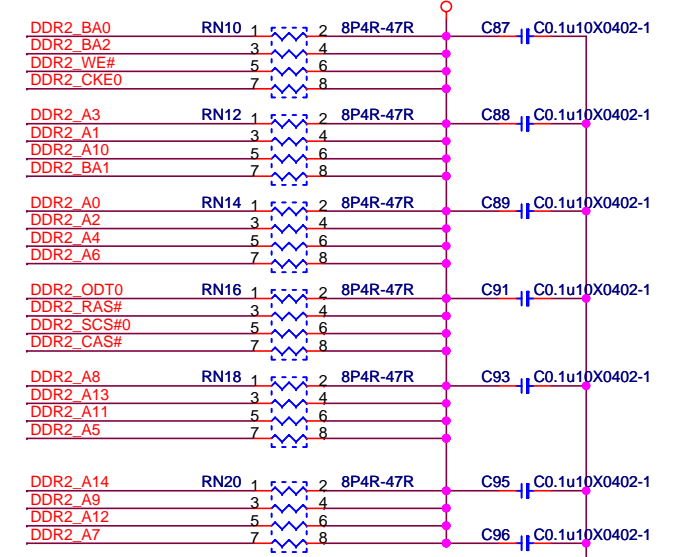 DDR2_BA0 RN10 1 2 8P4R-47R C87 C0.1u10X0402-1
DDR2_BA2 3 4
DDR2_WE# 5 6
DDR2_CKE0 7 8
DDR2_A3 RN12 1 2 8P4R-47R C88 C0.1u10X0402-1
DDR2_A1 3 4
DDR2_A10 5 6
DDR2_BA1 7 8
DDR2_A0 RN14 1 2 8P4R-47R C89 C0.1u10X0402-1
DDR2_A2 3 4
DDR2_A4 5 6
DDR2_A6 7 8
DDR2_ODT0 RN16 1 2 8P4R-47R C91 C0.1u10X0402-1
DDR2_RAS# 3 4
DDR2_SCS#0 5 6
DDR2_CAS# 7 8
DDR2_A8 RN18 1 2 8P4R-47R C93 C0.1u10X0402-1
DDR2_A13 3 4
DDR2_A11 5 6
DDR2_A5 7 8
DDR2_A14 RN20 1 2 8P4R-47R C95 C0.1u10X0402-1
DDR2_A9 3 4
DDR2_A12 5 6
DDR2_A7 7 8 C96 C0.1u10X0402-1